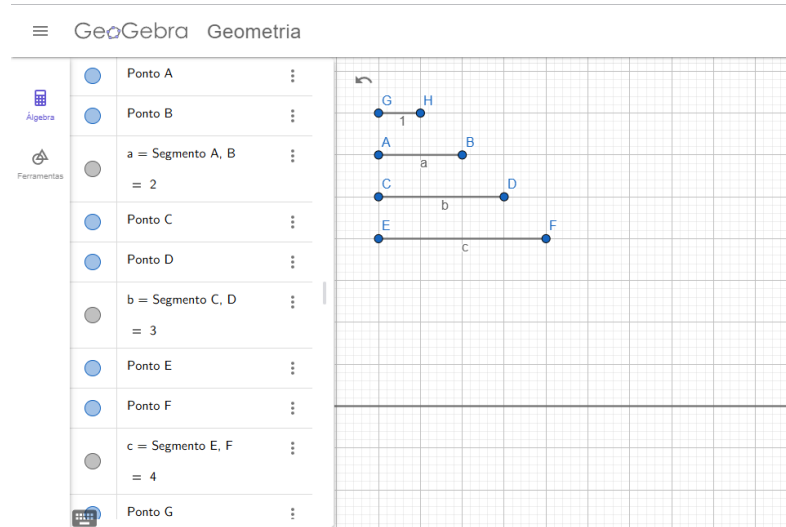 GeoGebra Geometria
Álgebra
Ferramentas
Ponto A
Ponto B
a = Segmento A, B
= 2
Ponto C
Ponto D
b = Segmento C, D
= 3
Ponto E
Ponto F
c = Segmento E, F
= 4
Ponto G
G H
1
A B
a
C D
b
E F
c